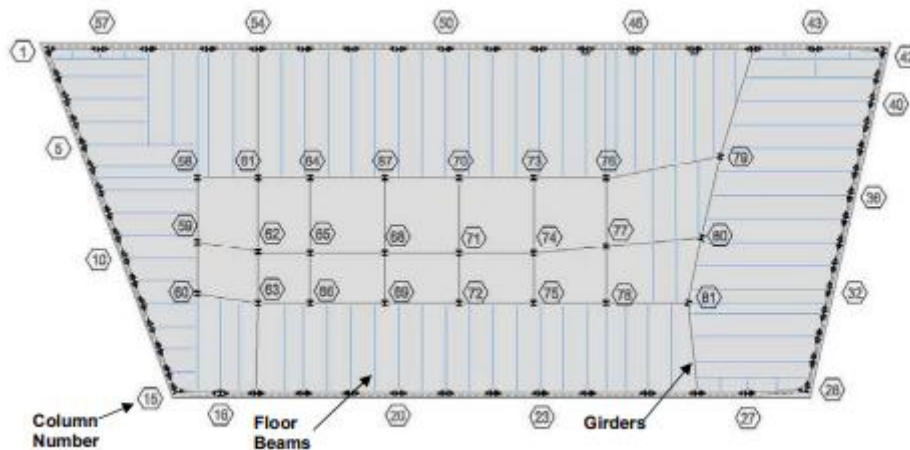 57 54 50 46 43
1 42
40
5
58 61 64 67 70 73 76 79
36
59 62 65 68 71 74 77 80
10
60 63 66 69 72 75 78 81 32
15 28
16 20 23 27
Column
Number
Floor
Beams
Girders